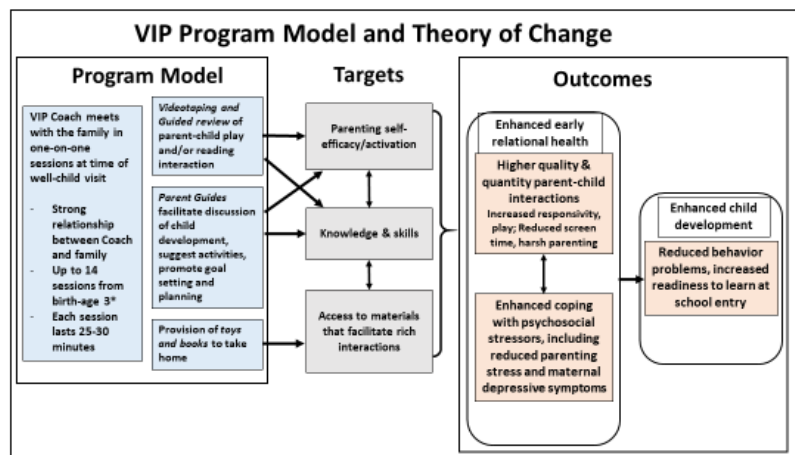 VIP Program Model and Theory of Change
Program Model
VIP Coach meets
with the family in
one-on-one
sessions at time of
well-child visit
- Strong
relationship
between Coach
and family
- Up to 14
sessions from
birth-age 3*
- Each session
lasts 25-30
minutes
Videotaping and
Guided review of
parent-child play
and/or reading
interaction
Parent Guides
facilitate discussion
of child
development,
suggest activities,
promote goal
setting and
planning
Provision of toys
and books to take
home
Targets
Parenting self-
efficacy/activation
Knowledge & skills
Access to materials
that facilitate rich
interactions
Outcomes
Enhanced early
relational health
Higher quality &
quantity parent-child
interactions
Increased responsivity,
play; Reduced screen
time, harsh parenting
Enhanced coping
with psychosocial
stressors, including
reduced parenting
stress and maternal
depressive symptoms
Enhanced child
development
Reduced behavior
problems, increased
readiness to learn at
school entry